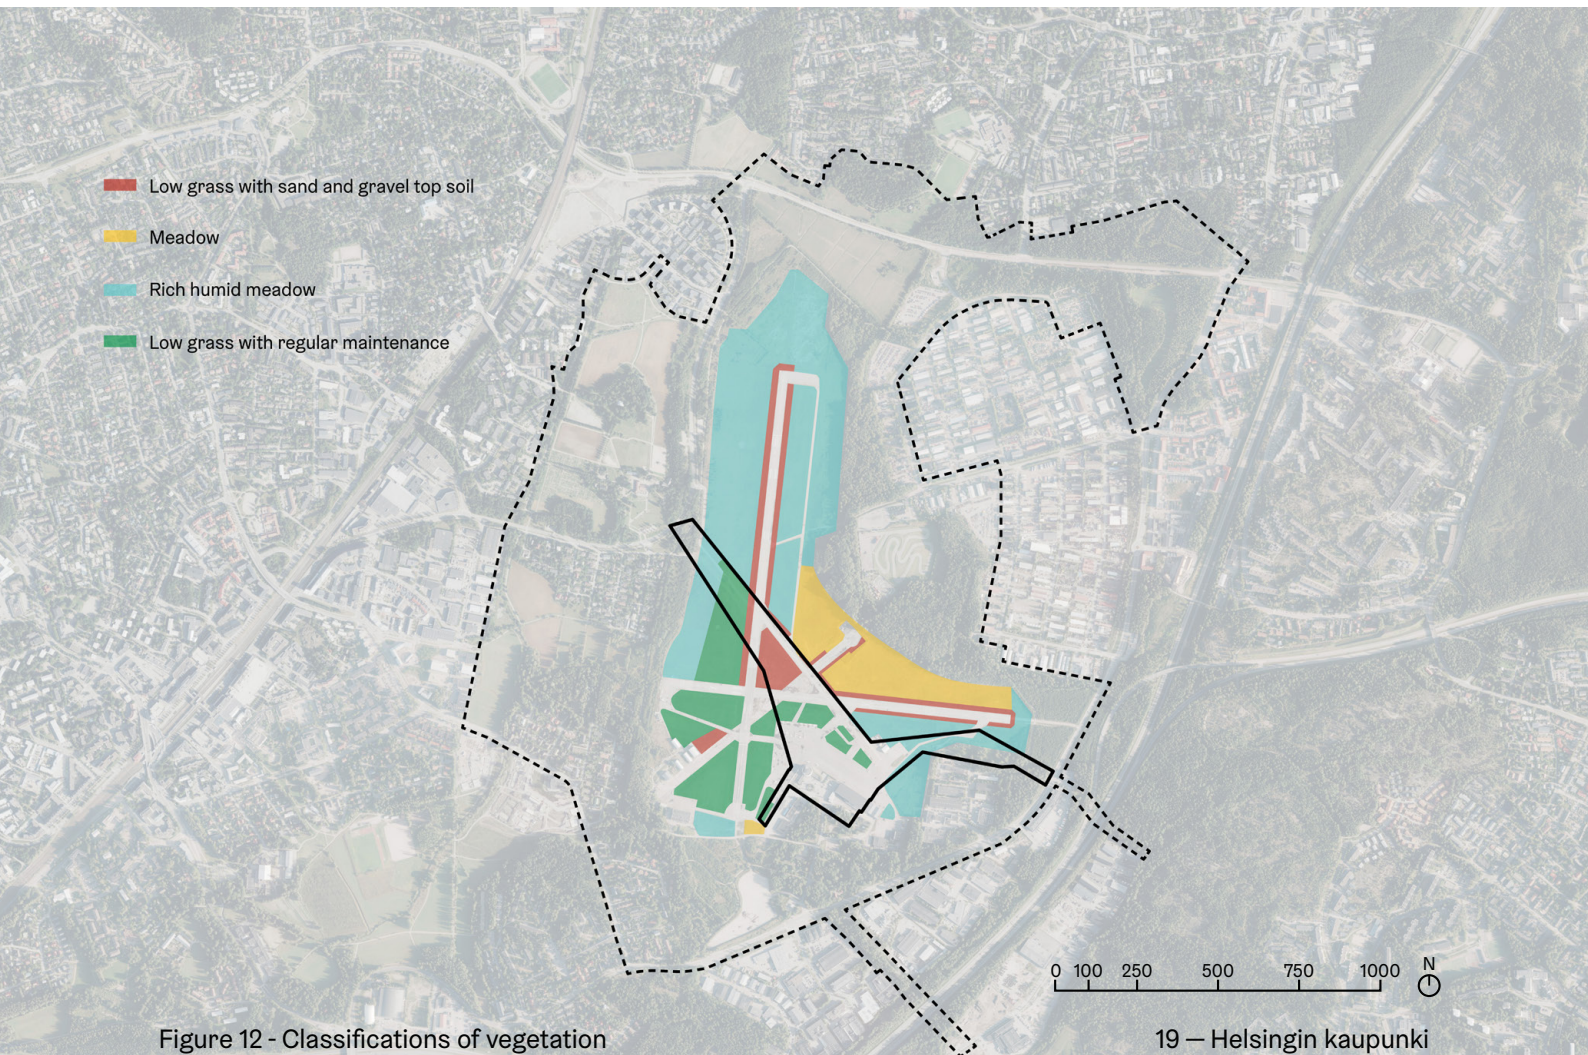 Low grass with sand and gravel top soil
Meadow
Rich humid meadow
Low grass with regular maintenance
0 100 250 500 750 1000 N
Figure 12 - Classifications of vegetation
19 — Helsingin kaupunki